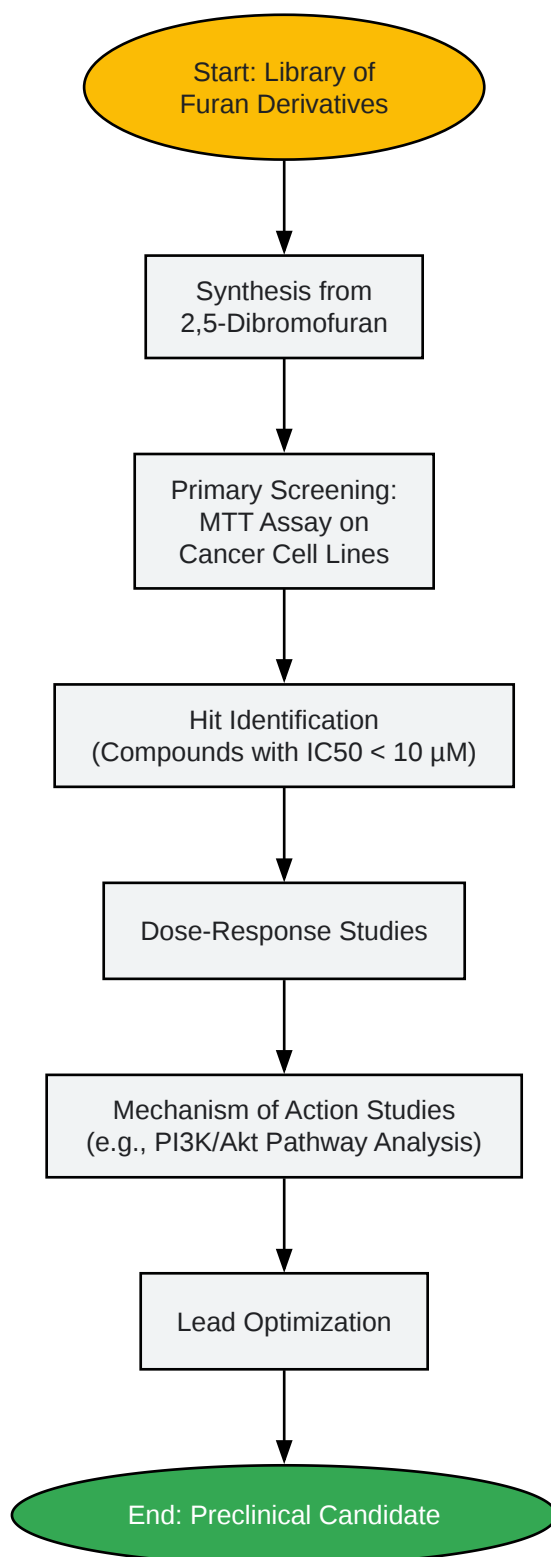 Start: Library of
Furan Derivatives
Synthesis from
2,5-Dibromofuran
Primary Screening:
MTT Assay on
Cancer Cell Lines
Hit Identification
(Compounds with IC50 < 10 µM)
Dose-Response Studies
Mechanism of Action Studies
(e.g., PI3K/Akt Pathway Analysis)
Lead Optimization
End: Preclinical Candidate